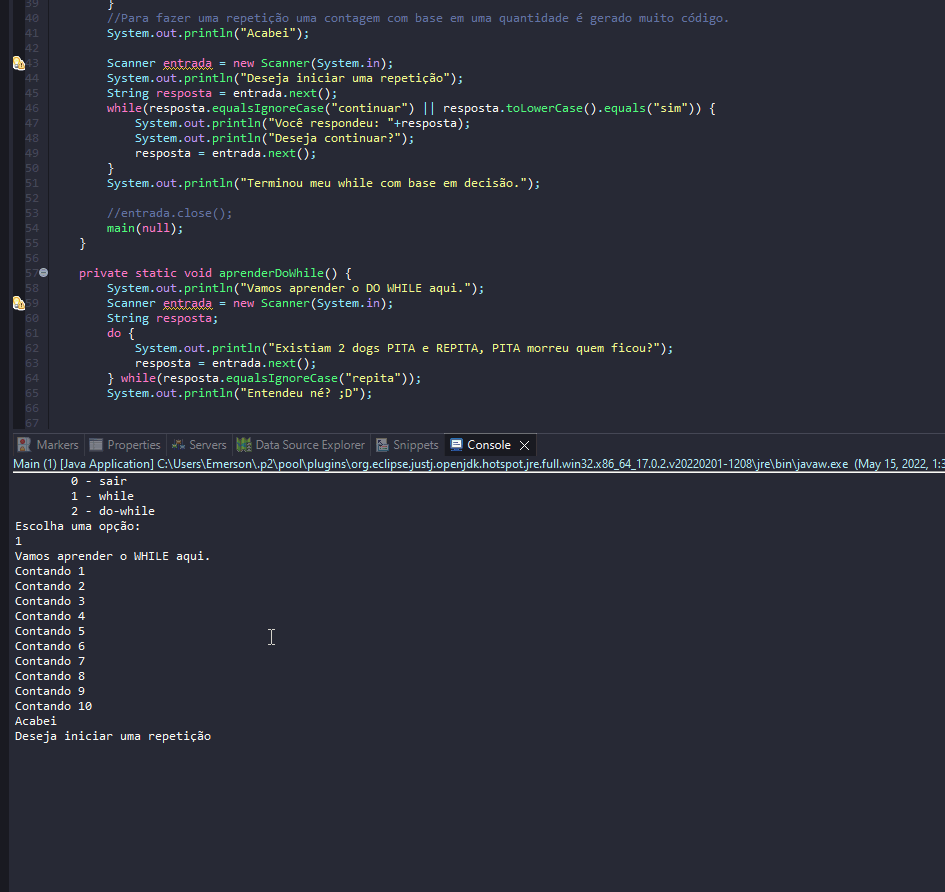 39 }
40 //Para fazer uma repetição uma contagem com base em uma quantidade é gerado muito código.
41 System.out.println("Acabei");
42
43 Scanner entrada = new Scanner(System.in);
44 System.out.println("Deseja iniciar uma repetição");
45 String resposta = entrada.next();
46 while(resposta.equalsIgnoreCase("continuar") || resposta.toLowerCase().equals("sim")) {
47 System.out.println("Você respondeu: "+resposta);
48 System.out.println("Deseja continuar?");
49 resposta = entrada.next();
50 }
51 System.out.println("Terminou meu while com base em decisão.");
52
53 //entrada.close();
54 main(null);
55 }
56
57 private static void aprenderDoWhile() {
58 System.out.println("Vamos aprender o DO WHILE aqui.");
59 Scanner entrada = new Scanner(System.in);
60 String resposta;
61 do {
62 System.out.println("Existiam 2 dogs PITA e REPITA, PITA morreu quem ficou?");
63 resposta = entrada.next();
64 } while(resposta.equalsIgnoreCase("repita"));
65 System.out.println("Entendeu né? ;D");
66
67
Markers Properties Servers Data Source Explorer Snippets Console
Main (1) [Java Application] C:\Users\Emerson\.p2\pool\plugins\org.eclipse.justj.openjdk.hotspot.jre.full.win32.x86_64_17.0.2.v20220201-1208\jre\bin\javaw.exe (May 15, 2022, 1:3
0 - sair
1 - while
2 - do-while
Escolha uma opção:
1
Vamos aprender o WHILE aqui.
Contando 1
Contando 2
Contando 3
Contando 4
Contando 5
Contando 6
Contando 7
Contando 8
Contando 9
Contando 10
Acabei
Deseja iniciar uma repetição